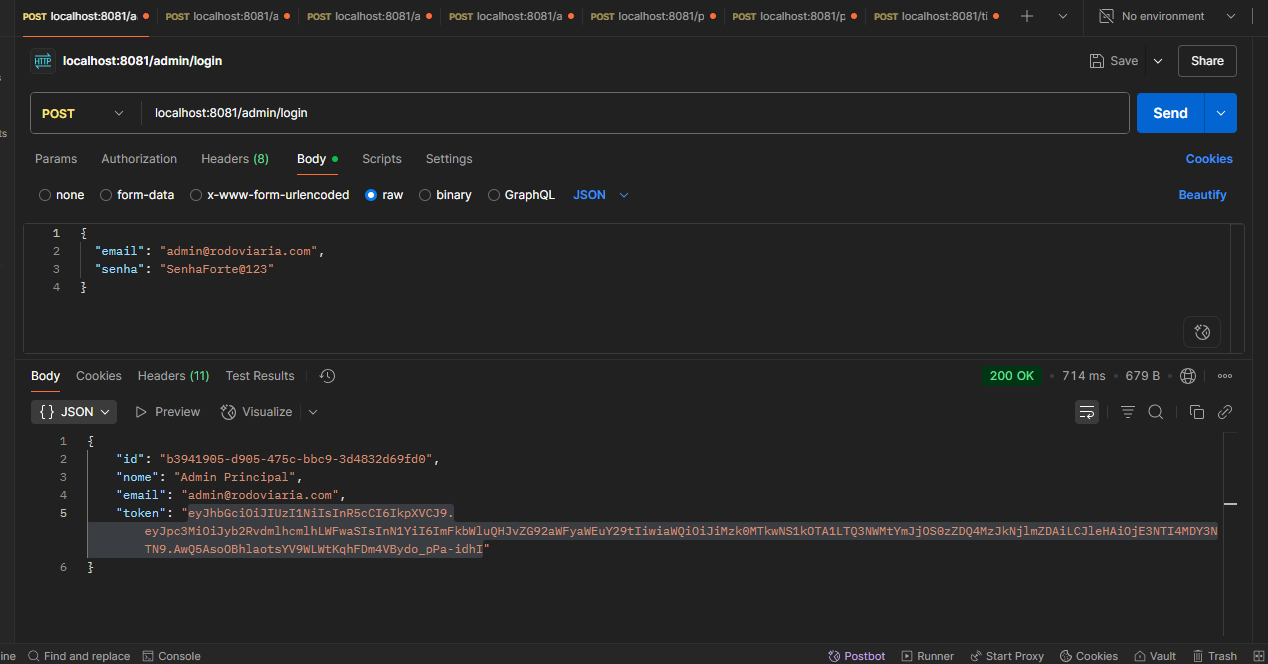 POST localhost:8081/a
POST localhost:8081/a
POST localhost:8081/a
POST localhost:8081/a
POST localhost:8081/p
POST localhost:8081/p
POST localhost:8081/ti
No environment
HTTP localhost:8081/admin/login
Save
Share
POST
localhost:8081/admin/login
Send
Params Authorization Headers (8) Body Scripts Settings
Cookies
none form-data x-www-form-urlencoded raw binary GraphQL JSON
Beautify
1 {
2 "email": "admin@rodoviaria.com",
3 "senha": "SenhaForte@123"
4 }
Body Cookies Headers (11) Test Results
200 OK 714 ms 679 B
{} JSON Preview Visualize
1 {
2 "id": "b3941905-d905-475c-bbc9-3d4832d69fd0",
3 "nome": "Admin Principal",
4 "email": "admin@rodoviaria.com",
5 "token": "eyJhbGciOiJIUzI1NiIsInR5cCI6IkpXVCJ9.
eyJpc3MiOiJyb2RvdmlhcmlhLWFwaSIsInN1YiI6ImFkbWluQHJvZG92aWFyaWEuY29tIiwiaWQiOiJiMzk0MTkwNS1kOTA1LTQ3NWMtYmJjOS0zZDQ4MzJkNjlmZDAiLCJleHAiOjE3NTI4MDY3N
TN9.AwQ5AsoOBhlaotsYV9WLWtKqhFDm4VBydo_pPa-idhI"
6 }
ine Find and replace Console
Postbot Runner Start Proxy Cookies Vault Trash